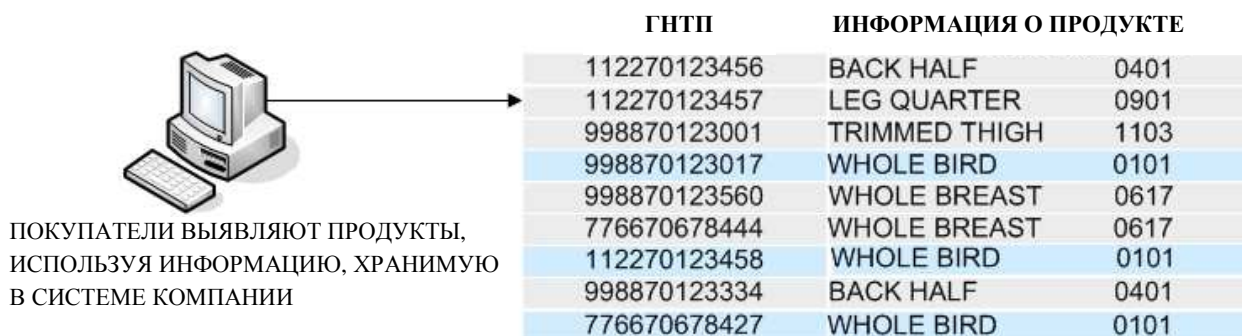 ГНТП ИНФОРМАЦИЯ О ПРОДУКТЕ
112270123456 BACK HALF 0401
112270123457 LEG QUARTER 0901
998870123001 TRIMMED THIGH 1103
998870123017 WHOLE BIRD 0101
998870123560 WHOLE BREAST 0617
776670678444 WHOLE BREAST 0617
112270123458 WHOLE BIRD 0101
998870123334 BACK HALF 0401
776670678427 WHOLE BIRD 0101
ПОКУПАТЕЛИ ВЫЯВЛЯЮТ ПРОДУКТЫ,
ИСПОЛЬЗУЯ ИНФОРМАЦИЮ, ХРАНИМУЮ
В СИСТЕМЕ КОМПАНИИ